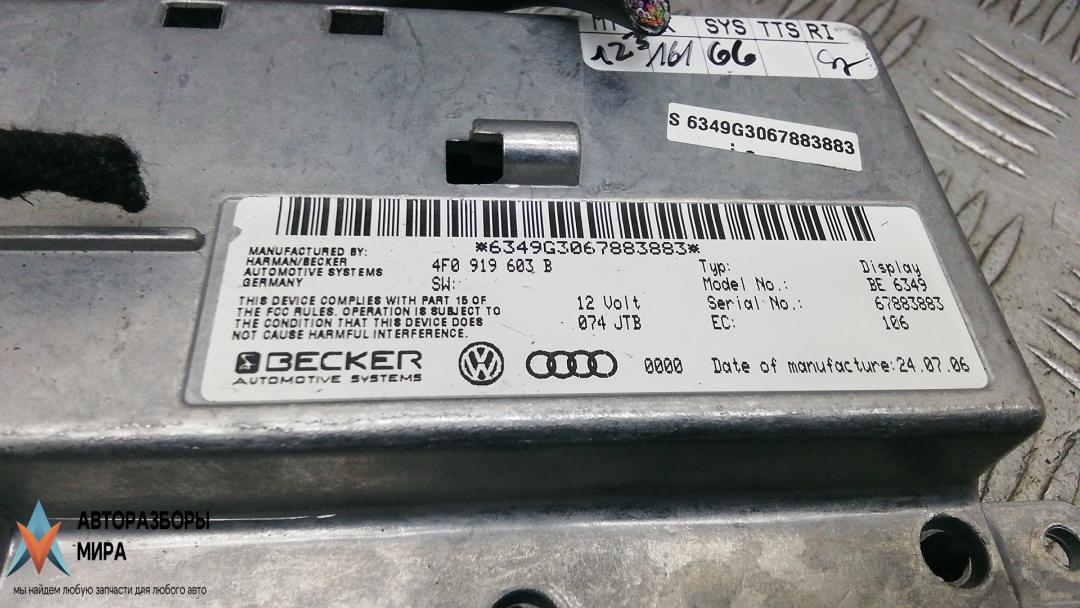 SYS TTS RI
123 161 66
S 6349G3067883883
*6349G3067883883*
MANUFACTURED BY:
HARMAN/BECKER
AUTOMOTIVE SYSTEMS
GERMANY
4F0 919 603 B
SW:
THIS DEVICE COMPLIES WITH PART 15 OF
THE FCC RULES. OPERATION IS SUBJECT TO
THE CONDITION THAT THIS DEVICE DOES
NOT CAUSE HARMFUL INTERFERENCE.
12 Volt
074 JTB
Typ: Display
Model No.: BE 6349
Serial No.: 67883883
EC: 106
BECKER
AUTOMOTIVE SYSTEMS
0000 Date of manufacture:24.07.06
АВТОРАЗБОРЫ
МИРА
мы найдем любую запчасти для любого авто